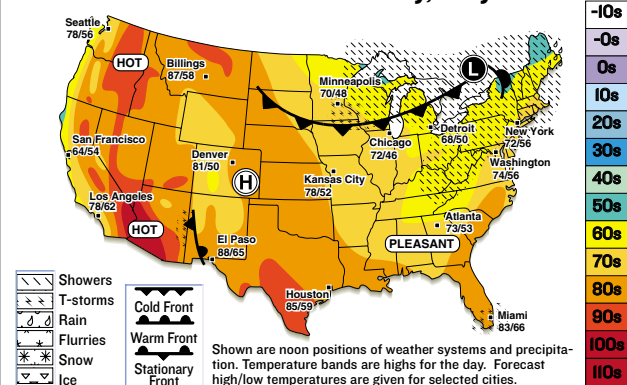 Seattle
78/56
HOT
Billings
87/58
Minneapolis
70/48
L
San Francisco
64/54
Denver
81/50
H
Kansas City
78/52
Chicago
72/46
Detroit
68/50
New York
72/56
Washington
74/56
Los Angeles
78/62
HOT
El Paso
88/65
Atlanta
73/53
PLEASANT
Houston
85/59
Miami
83/66
Showers
T-storms
Rain
Flurries
Snow
Ice
Cold Front
Warm Front
Stationary
Front
Shown are noon positions of weather systems and precipita-
tion. Temperature bands are highs for the day. Forecast
high/low temperatures are given for selected cities.
-10s
-0s
0s
10s
20s
30s
40s
50s
60s
70s
80s
90s
100s
110s